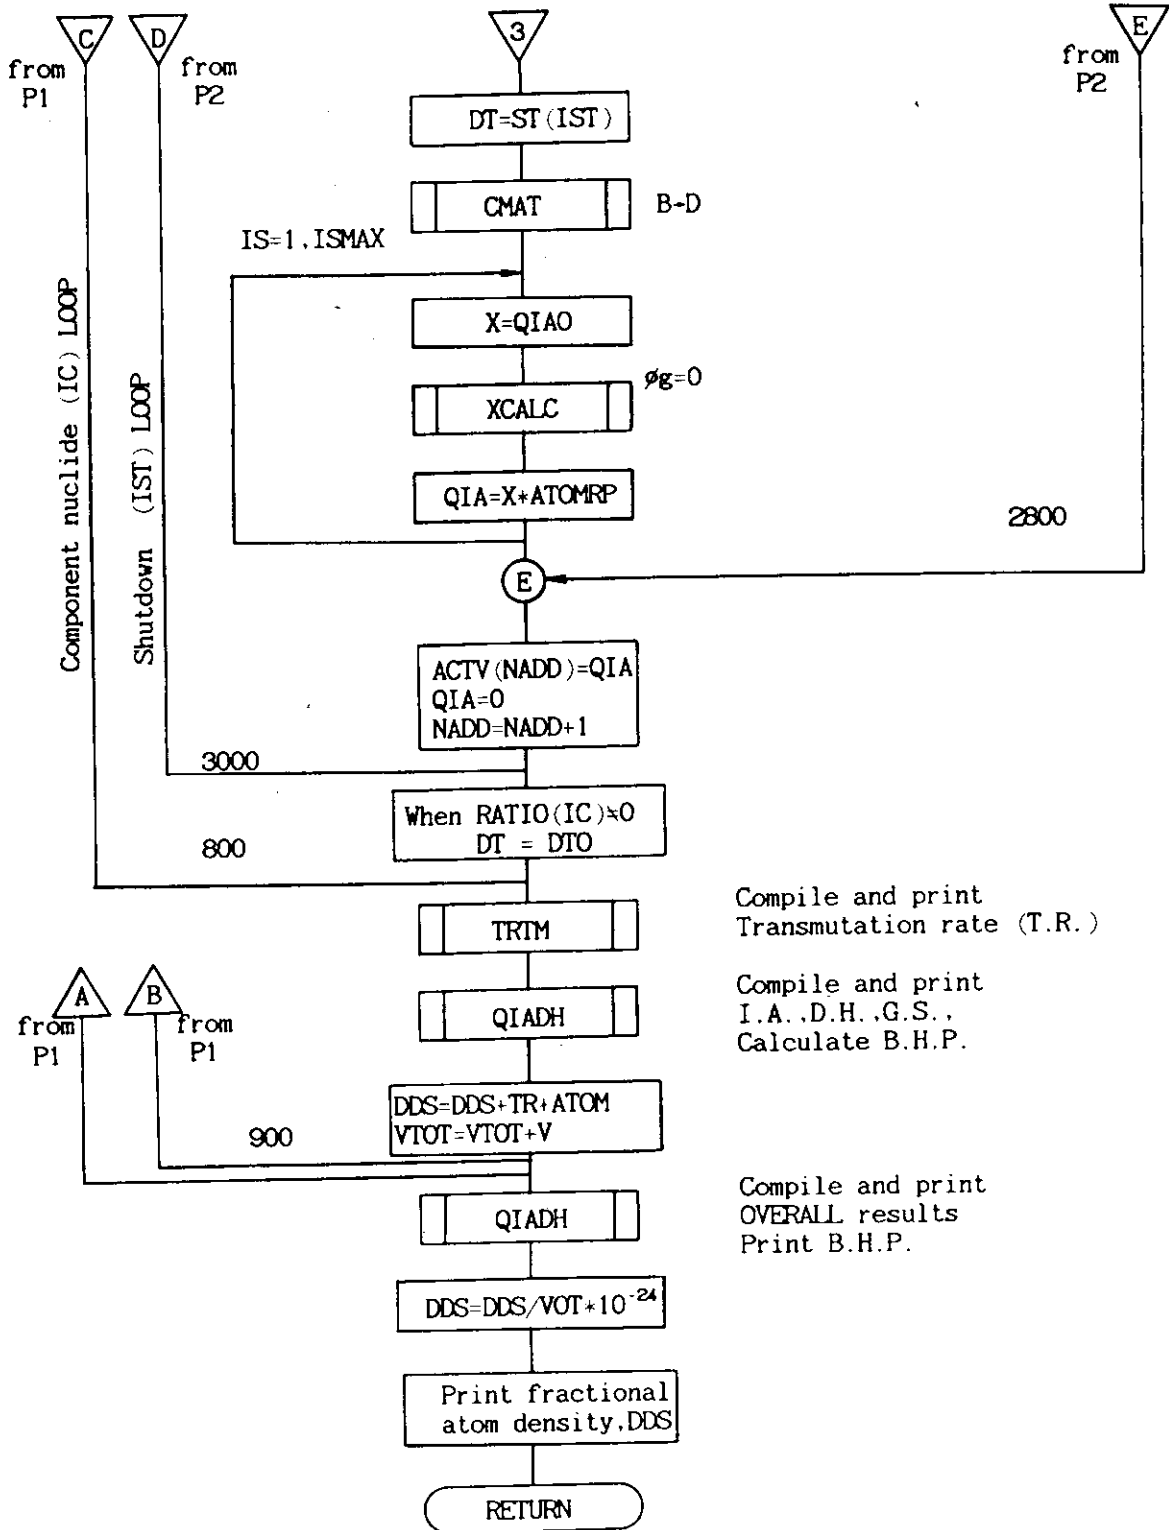 C
from
P1
D
from
P2
3
E
from
P2
DT=ST(IST)
CMAT
B-D
IS=1,ISMAX
X=QIAO
XCALC
øg=0
QIA=X*ATOMRP
2800
Component nuclide (IC) LOOP
Shutdown (IST) LOOP
E
ACTV(NADD)=QIA
QIA=0
NADD=NADD+1
3000
When RATIO(IC)≒0
DT = DTO
800
TRTM
Compile and print
Transmutation rate (T.R.)
A
from
P1
B
from
P1
QIADH
Compile and print
I.A.,D.H.,G.S.,
Calculate B.H.P.
DDS=DDS+TR+ATOM
VTOT=VTOT+V
900
QIADH
Compile and print
OVERALL results
Print B.H.P.
DDS=DDS/VOT*10⁻²⁴
Print fractional
atom density,DDS
RETURN